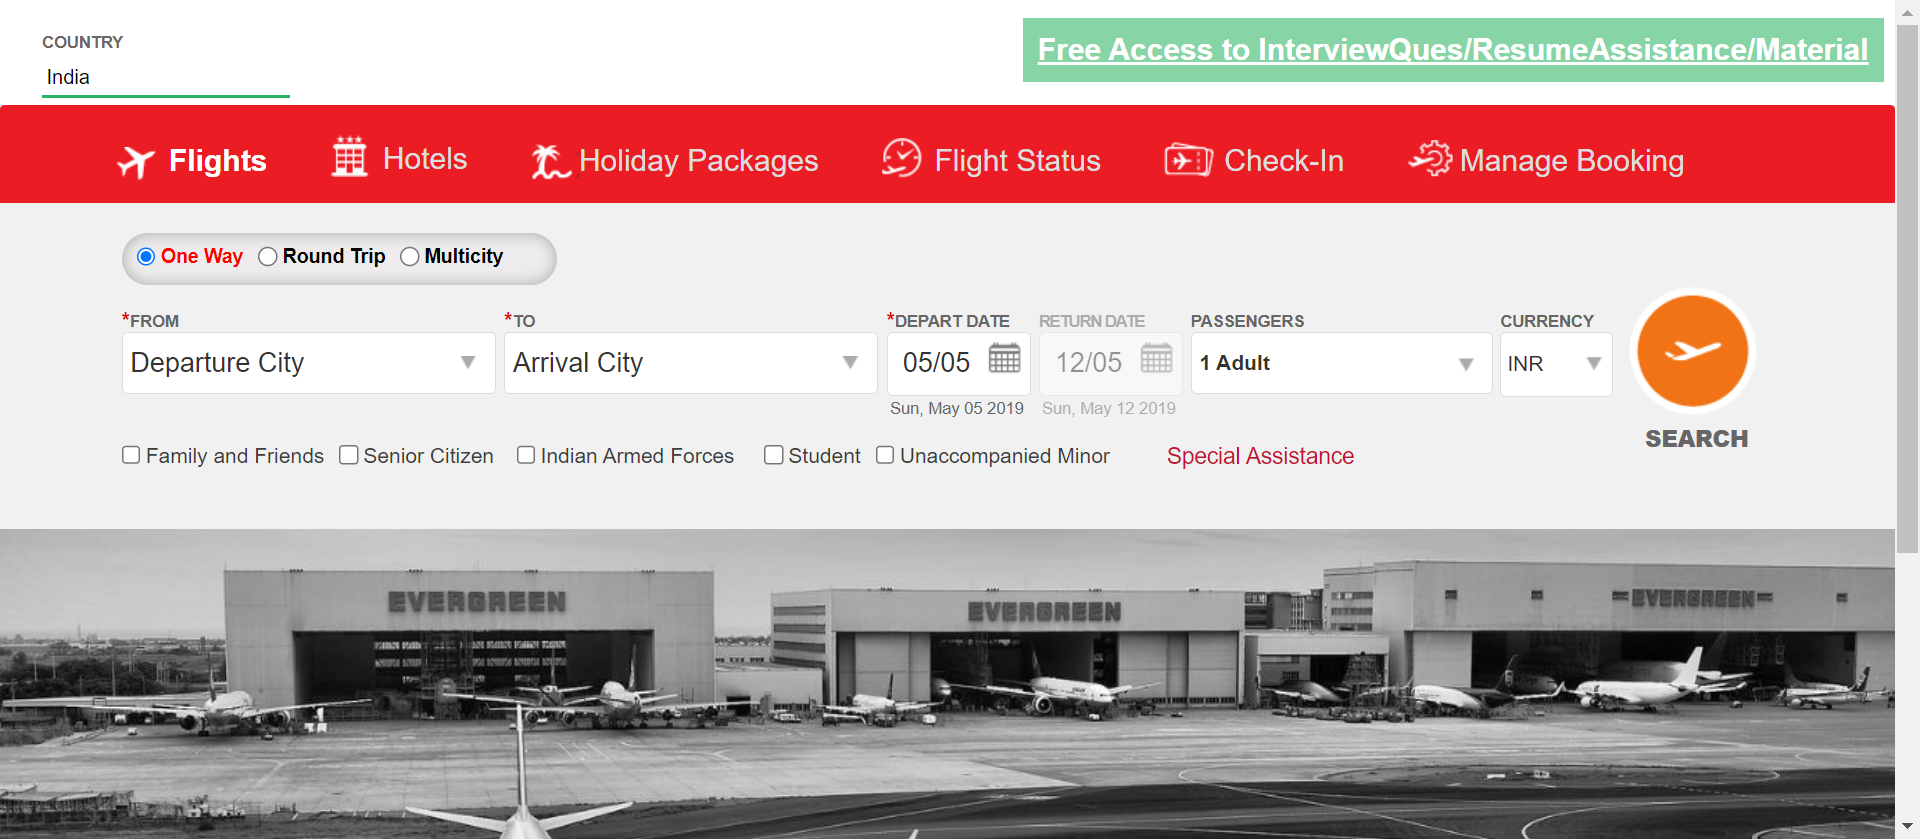 COUNTRY
India
Free Access to InterviewQues/ResumeAssistance/Material
Flights Hotels Holiday Packages Flight Status Check-In Manage Booking
One Way Round Trip Multicity
*FROM *TO *DEPART DATE RETURN DATE PASSENGERS CURRENCY
Departure City Arrival City 05/05 12/05 1 Adult INR
Sun, May 05 2019 Sun, May 12 2019
SEARCH
Family and Friends Senior Citizen Indian Armed Forces Student Unaccompanied Minor Special Assistance
EVERGREEN EVERGREEN EVERGREEN